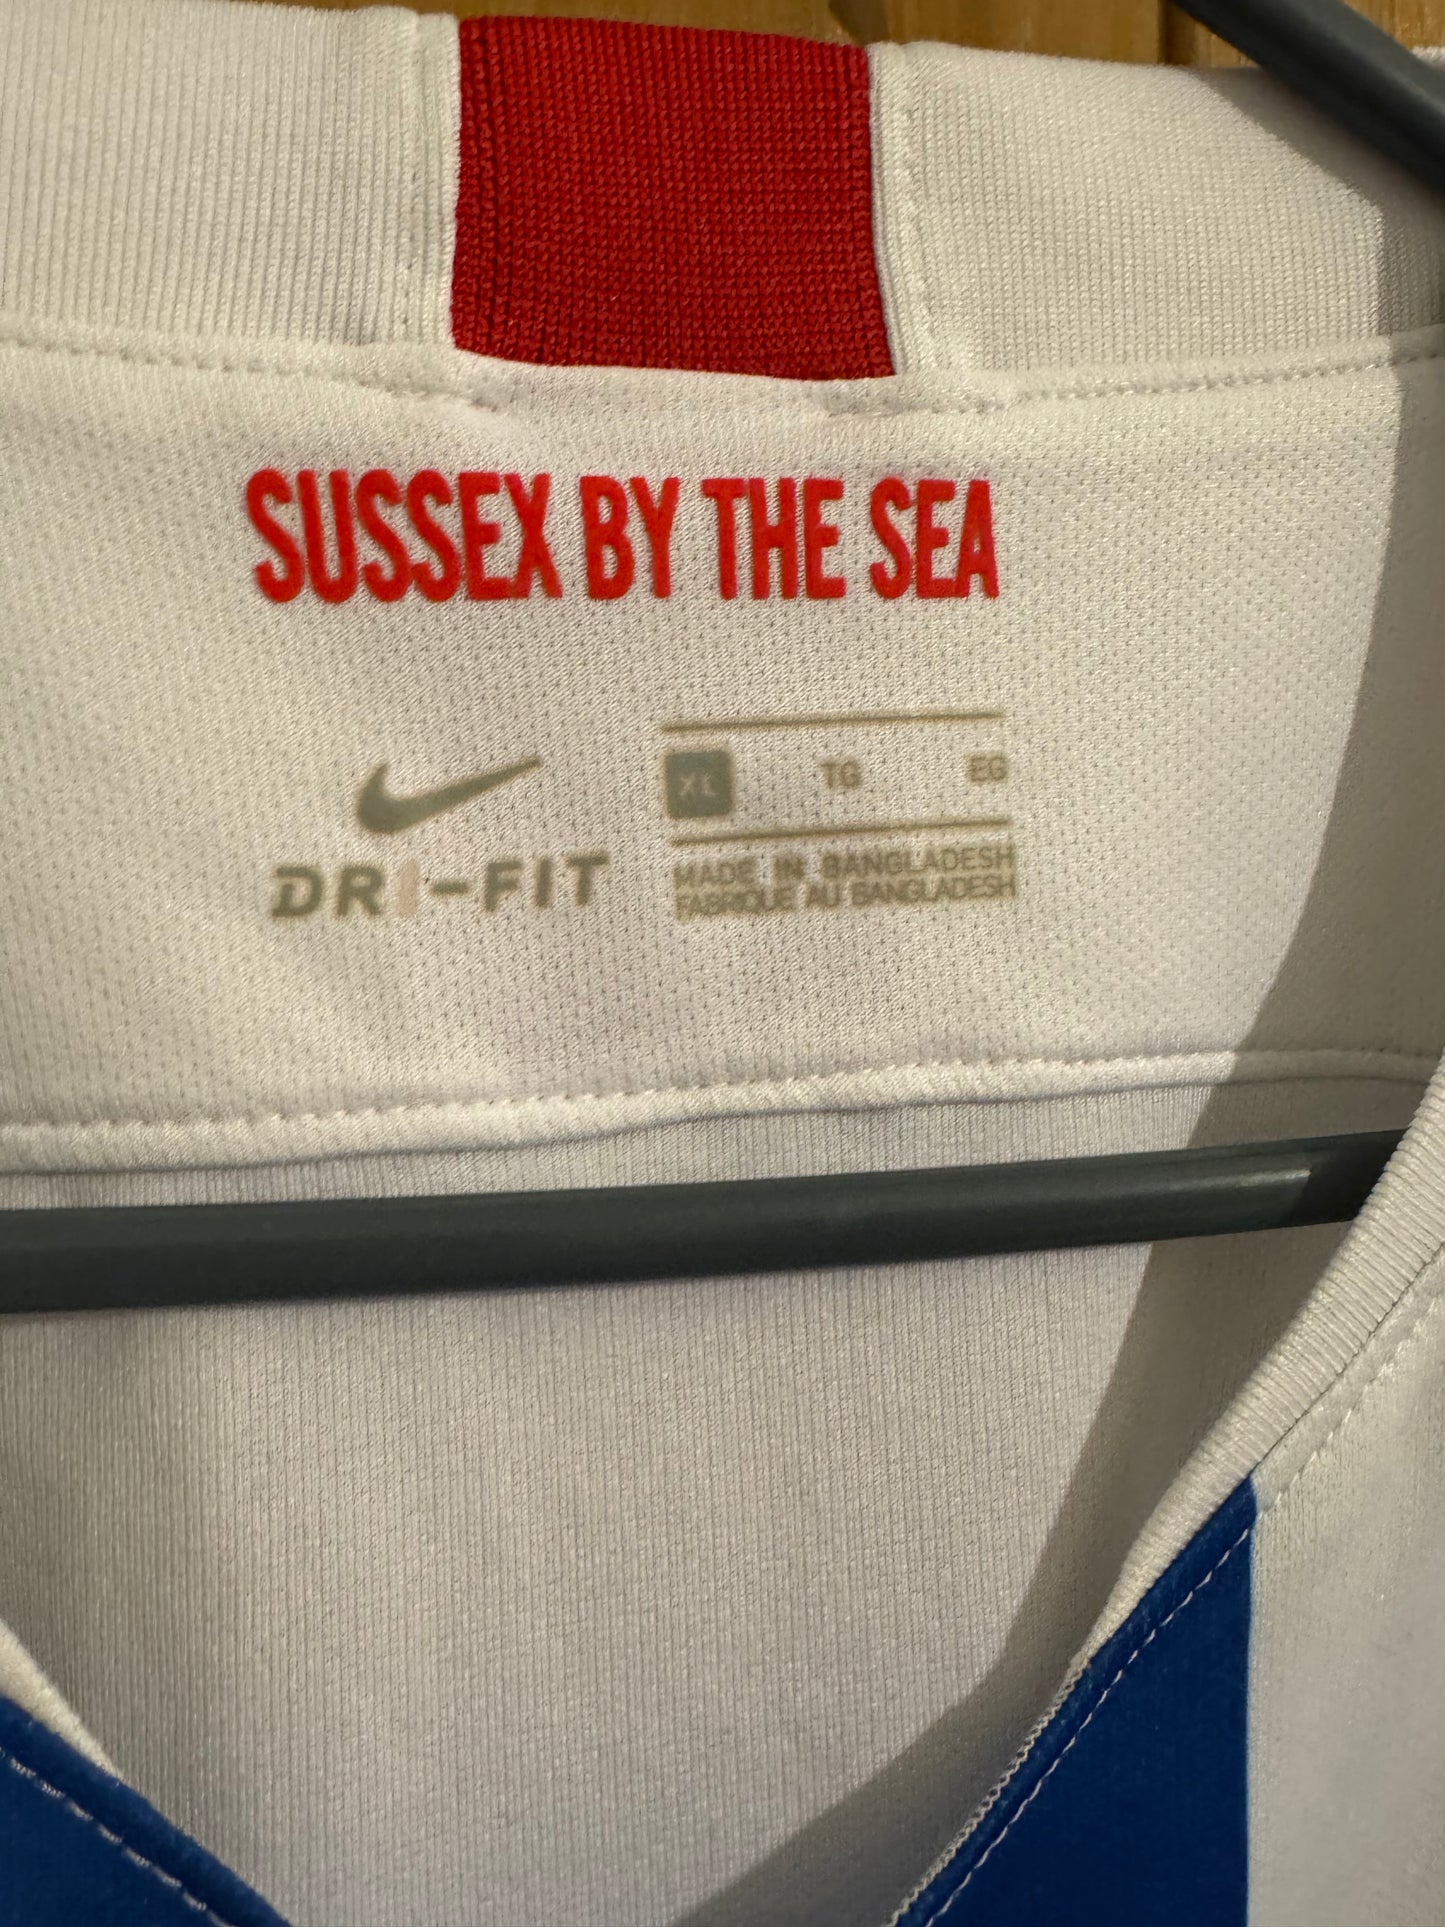 SUSSEX BY THE SEA
DRI-FIT
XL TG EG
MADE IN BANGLADESH
FABRIQUE AU BANGLADESH